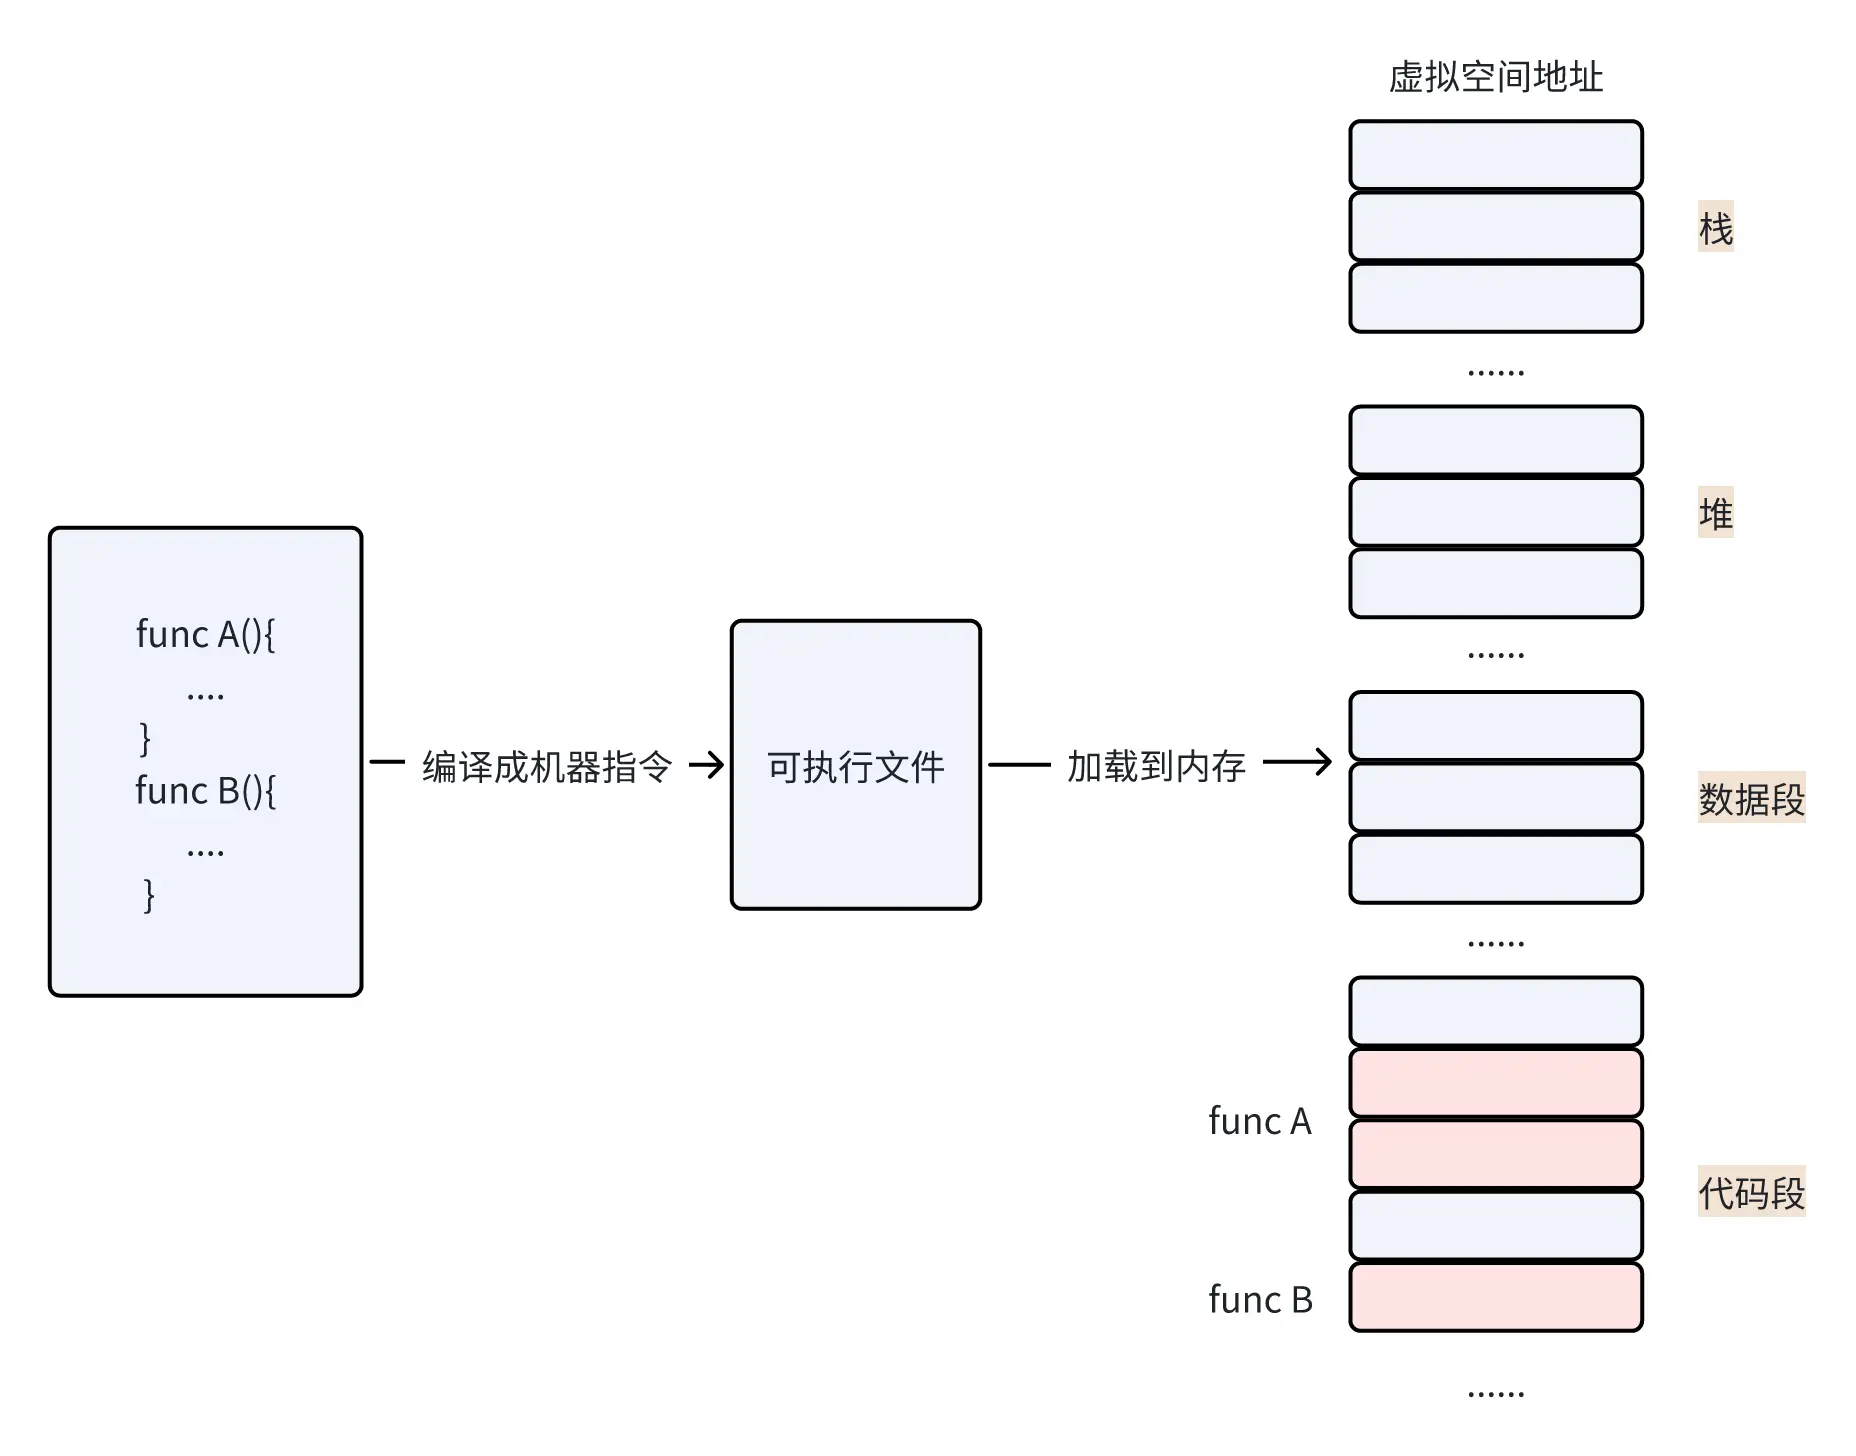 虚拟空间地址
栈
......
堆
......
func A(){
....
}
func B(){
....
}
编译成机器指令
可执行文件
加载到内存
数据段
......
func A
代码段
func B
......